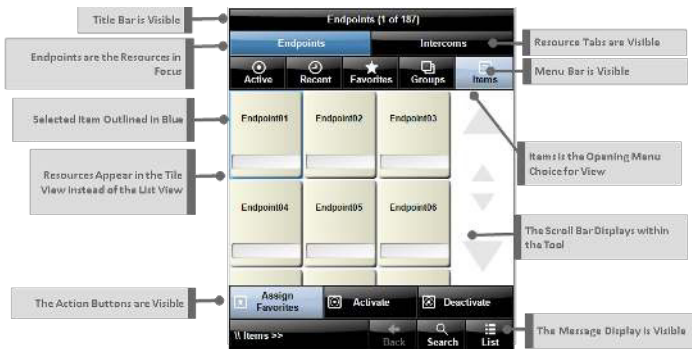 Title Bar is Visible
Endpoints are the Resources in
Focus
Selected Item Outlined in Blue
Resources Appear in the Tile
View Instead of the List View
The Action Buttons are Visible
Endpoints (1 of 187)
Endpoints Intercoms
Active Recent Favorites Groups Items
Endpoint01 Endpoint02 Endpoint03
Endpoint04 Endpoint05 Endpoint06
Assign
Favorites Activate Deactivate
\\ Items >> Back Search List
Resource Tabs are Visible
Menu Bar is Visible
Items is the Opening Menu
Choice for View
The Scroll Bar Displays within
the Tool
The Message Display is Visible